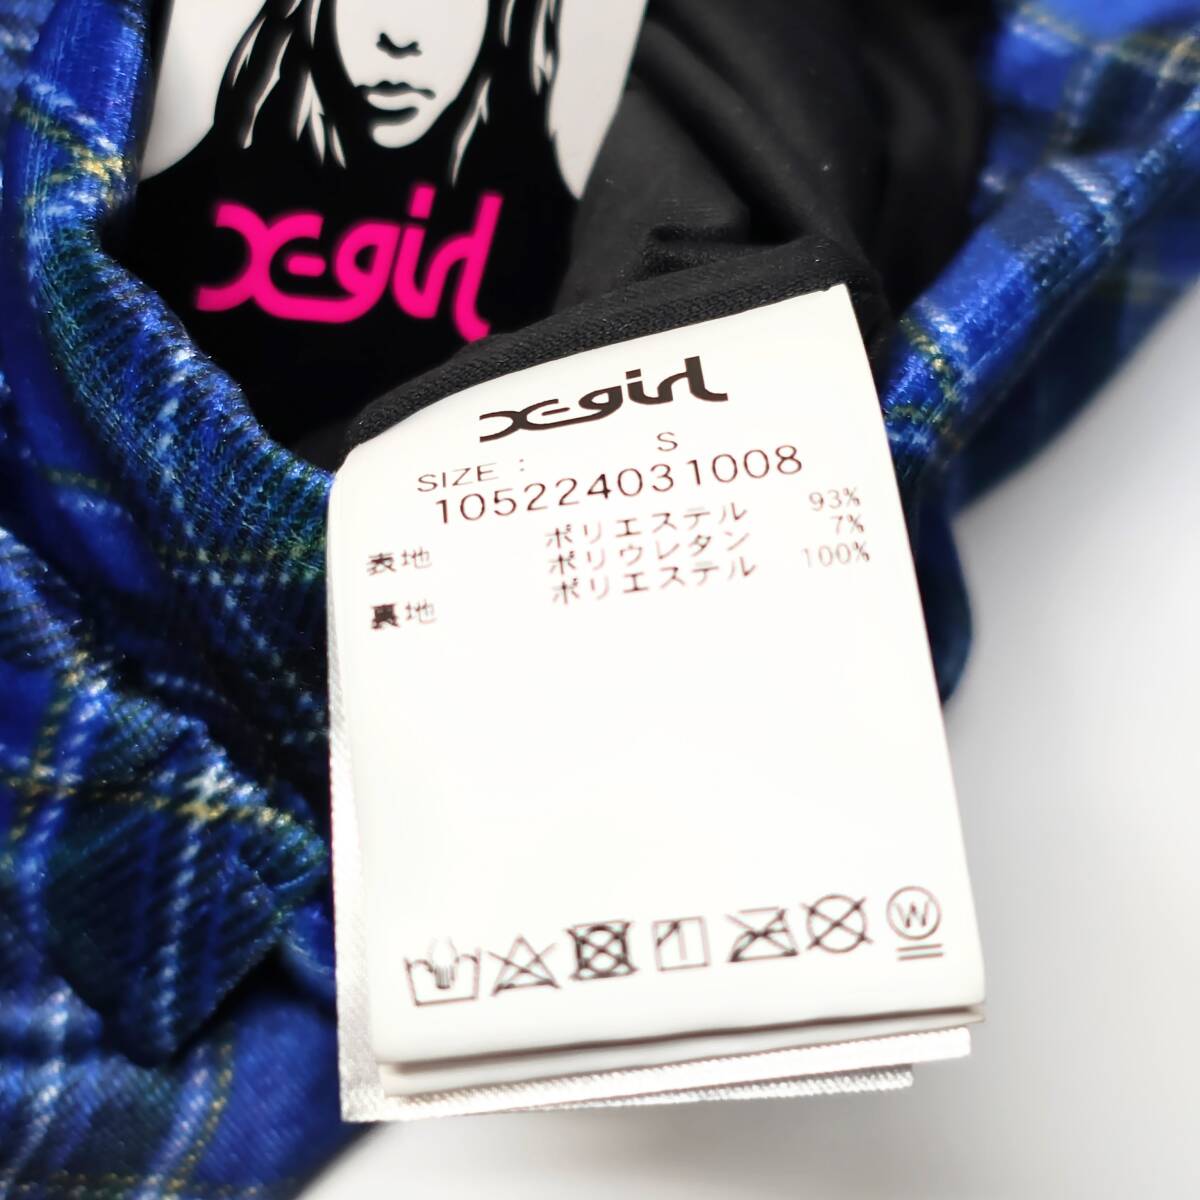 X-girl
X-girl
SIZE : S
105224031008
表地 ポリエステル 93%
ポリウレタン 7%
裏地 ポリエステル 100%
W